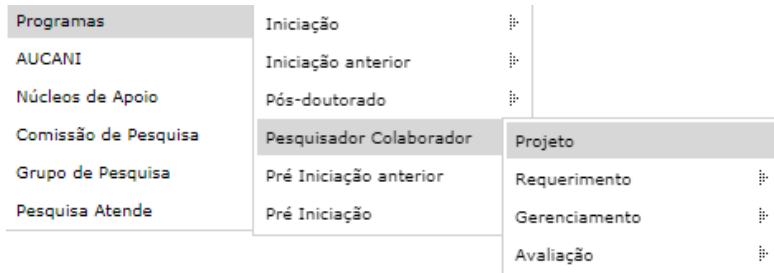 Programas
AUCANI
Núcleos de Apoio
Comissão de Pesquisa
Grupo de Pesquisa
Pesquisa Atende
Iniciação
Iniciação anterior
Pós-doutorado
Pesquisador Colaborador
Pré Iniciação anterior
Pré Iniciação
Projeto
Requerimento
Gerenciamento
Avaliação